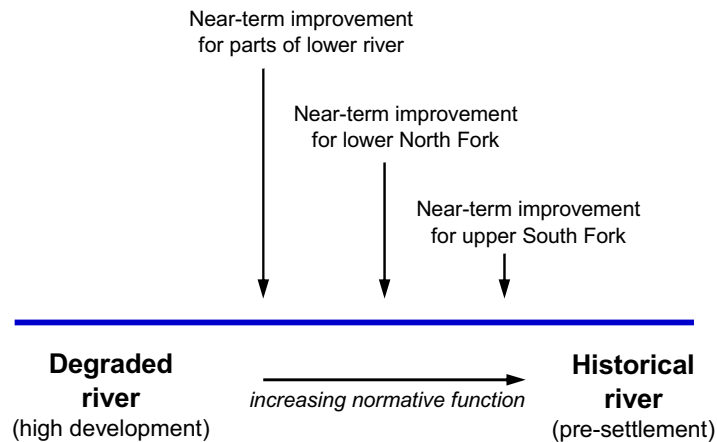 Near-term improvement
for parts of lower river
Near-term improvement
for lower North Fork
Near-term improvement
for upper South Fork
Degraded
river
(high development)
increasing normative function
Historical
river
(pre-settlement)